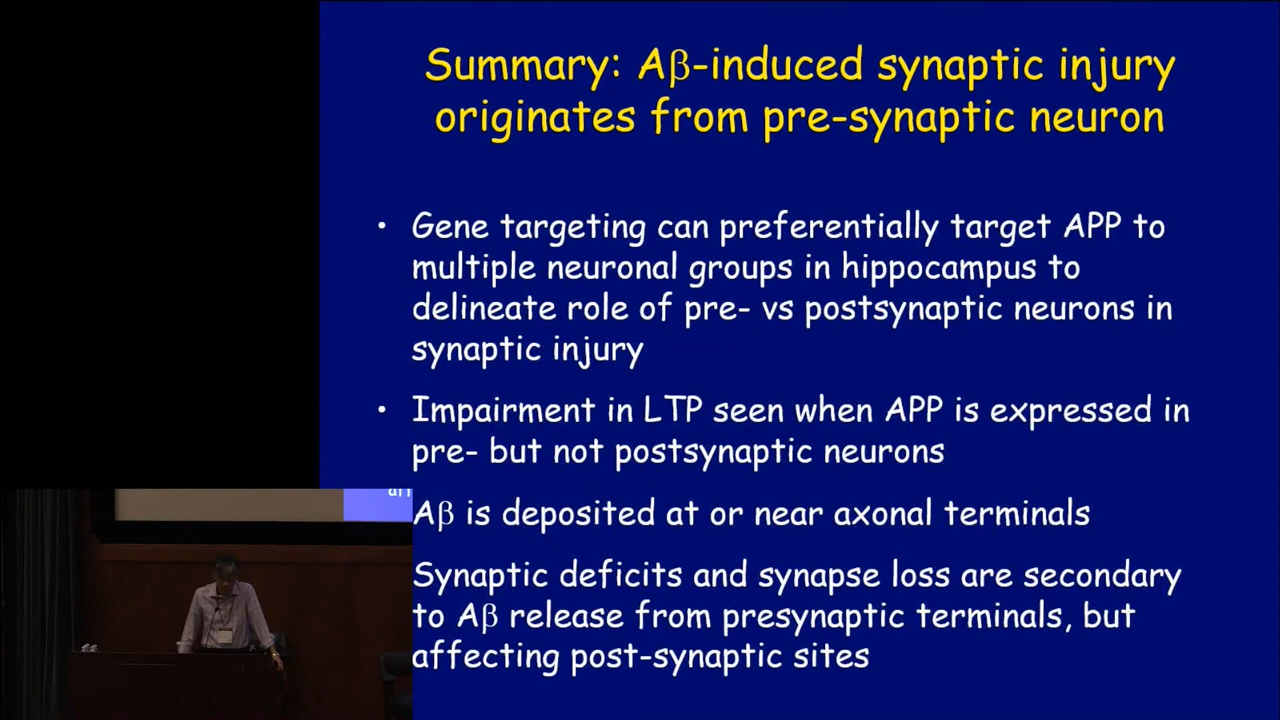 Summary: Aβ-induced synaptic injury
originates from pre-synaptic neuron
• Gene targeting can preferentially target APP to
multiple neuronal groups in hippocampus to
delineate role of pre- vs postsynaptic neurons in
synaptic injury
• Impairment in LTP seen when APP is expressed in
pre- but not postsynaptic neurons
Aβ is deposited at or near axonal terminals
Synaptic deficits and synapse loss are secondary
to Aβ release from presynaptic terminals, but
affecting post-synaptic sites